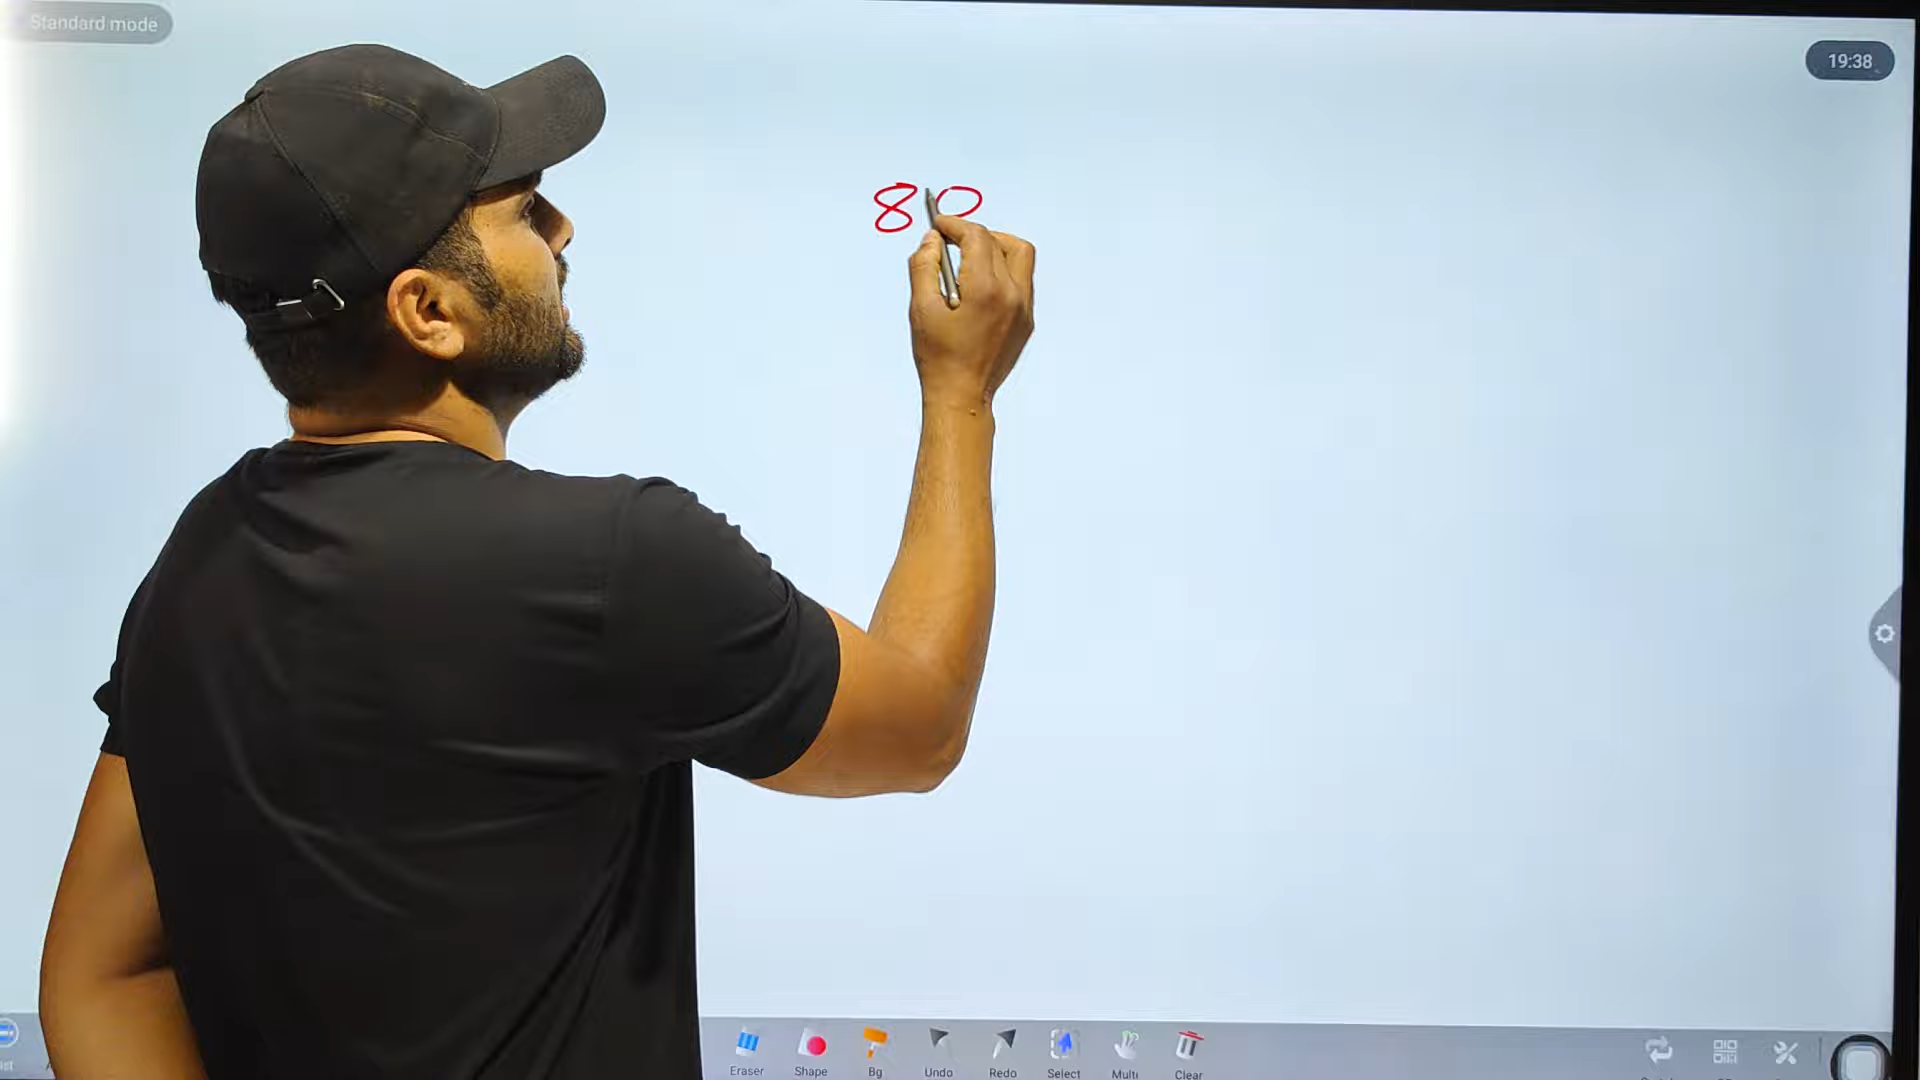 Standard mode
19:38
80
Eraser
Shape
Bg
Undo
Redo
Select
Multi
Clear